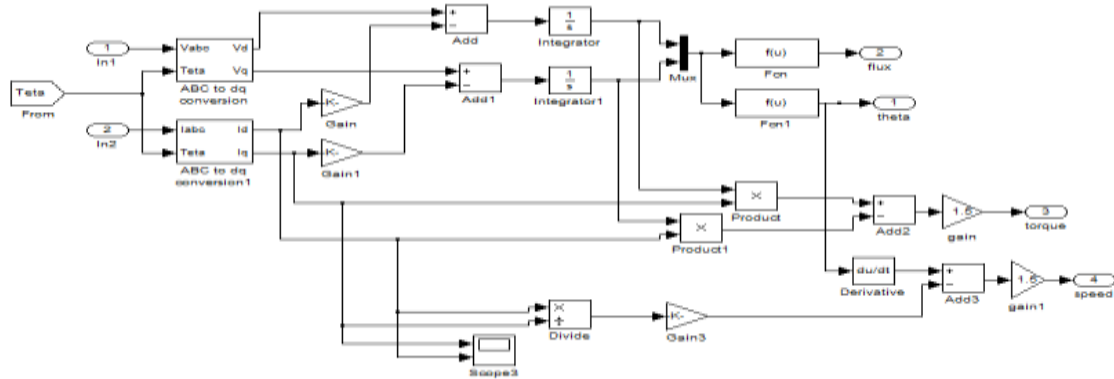 1
In1
Teta
From
2
In2
Vabc Vd
Teta Vq
ABC to dq
conversion
Iabc Id
Teta Iq
ABC to dq
conversion1
K-
Gain
K-
Gain1
+
−
Add
+
−
Add1
1
s
Integrator
1
s
Integrator1
Mux
f(u)
Fcn
2
flux
f(u)
Fcn1
1
theta
×
Product
×
Product1
+
−
Add2
1.5
gain
3
torque
du/dt
Derivative
+
−
Add3
1.5
gain1
4
speed
×
÷
Divide
K-
Gain3
Scope3